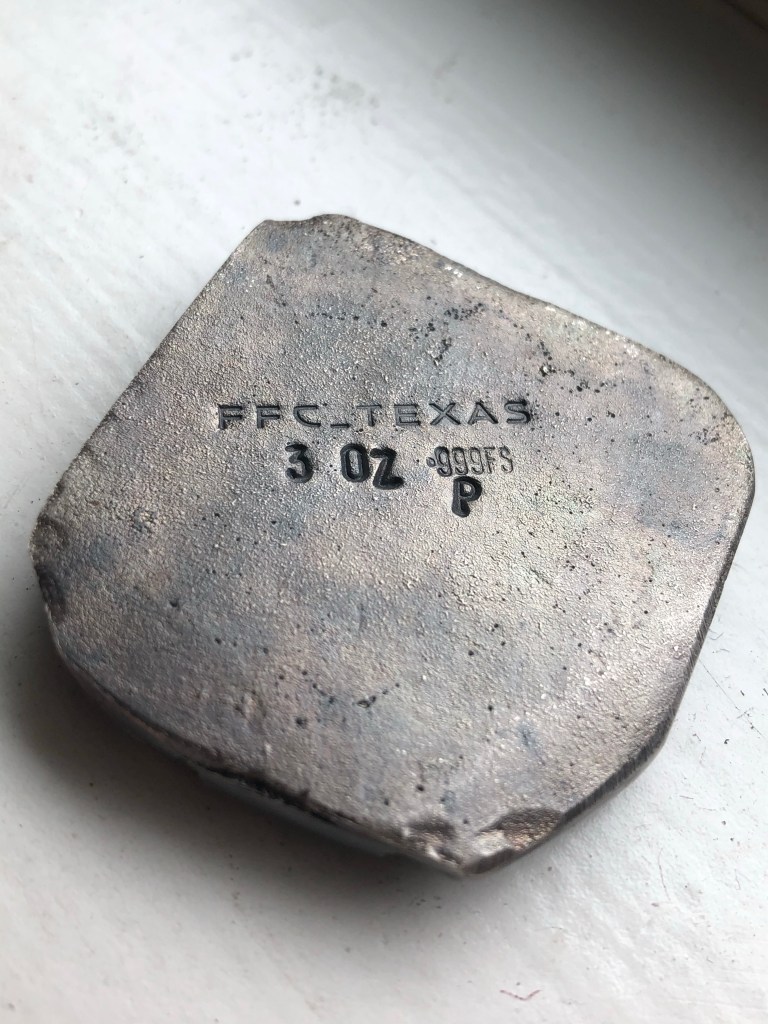 FFC_TEXAS
3 OZ .999FS
P